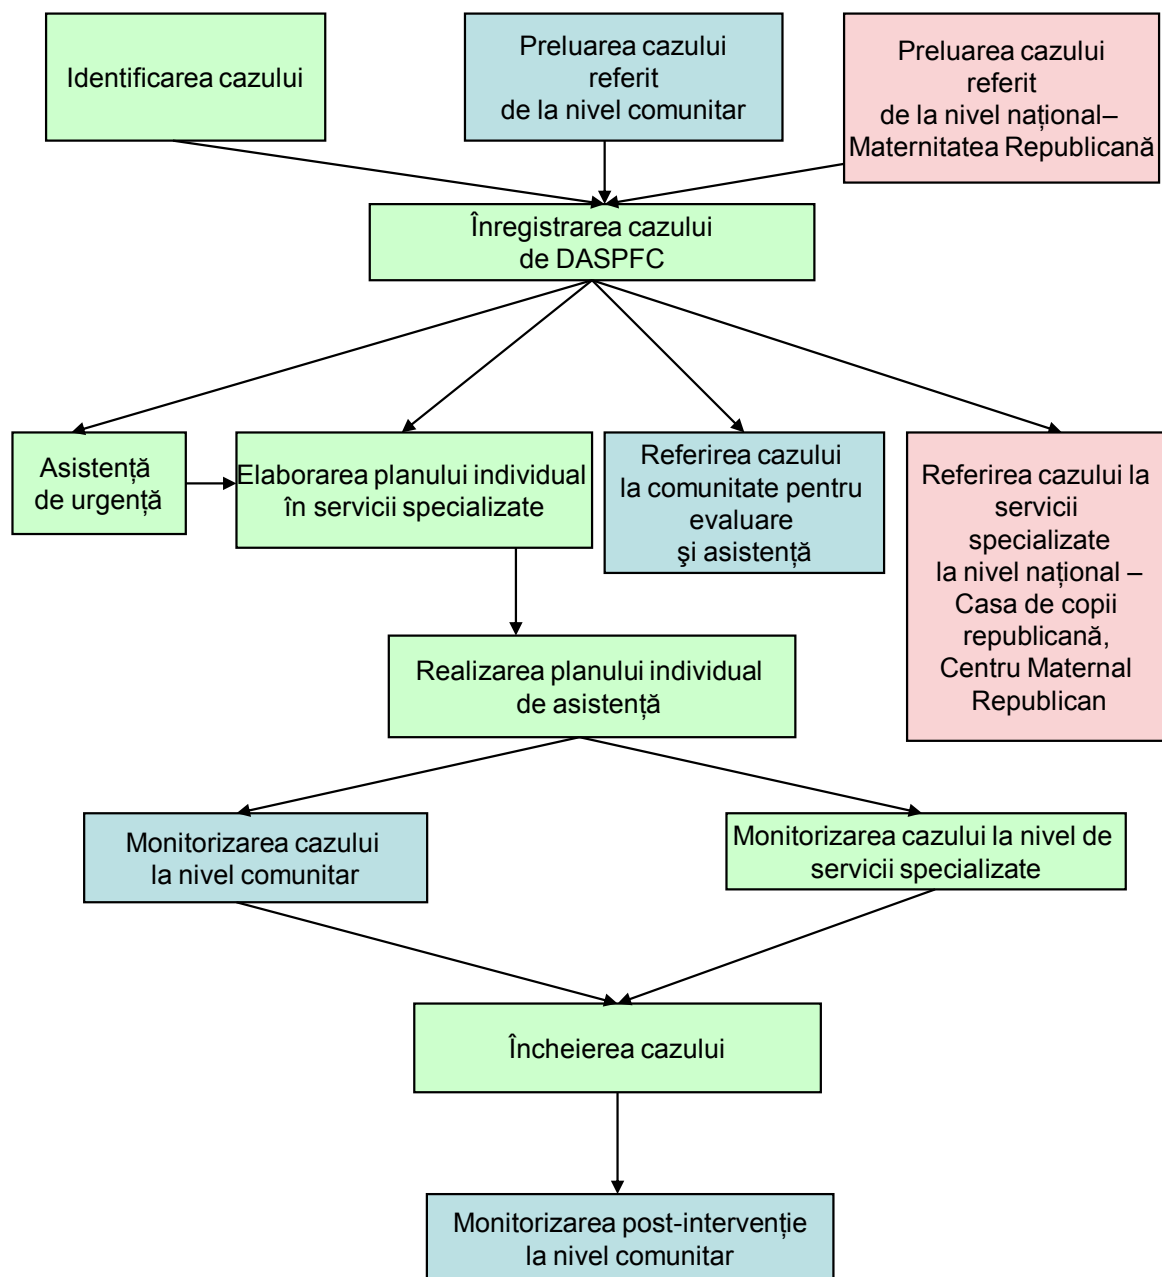 Identificarea cazului
Preluarea cazului
referit
de la nivel comunitar
Preluarea cazului
referit
de la nivel național–
Maternitatea Republicană
Înregistrarea cazului
de DASPFC
Asistență
de urgență
Elaborarea planului individual
în servicii specializate
Referirea cazului
la comunitate pentru
evaluare
şi asistență
Referirea cazului la
servicii
specializate
la nivel național –
Casa de copii
republicană,
Centru Maternal
Republican
Realizarea planului individual
de asistență
Monitorizarea cazului
la nivel comunitar
Monitorizarea cazului la nivel de
servicii specializate
Încheierea cazului
Monitorizarea post-intervenție
la nivel comunitar